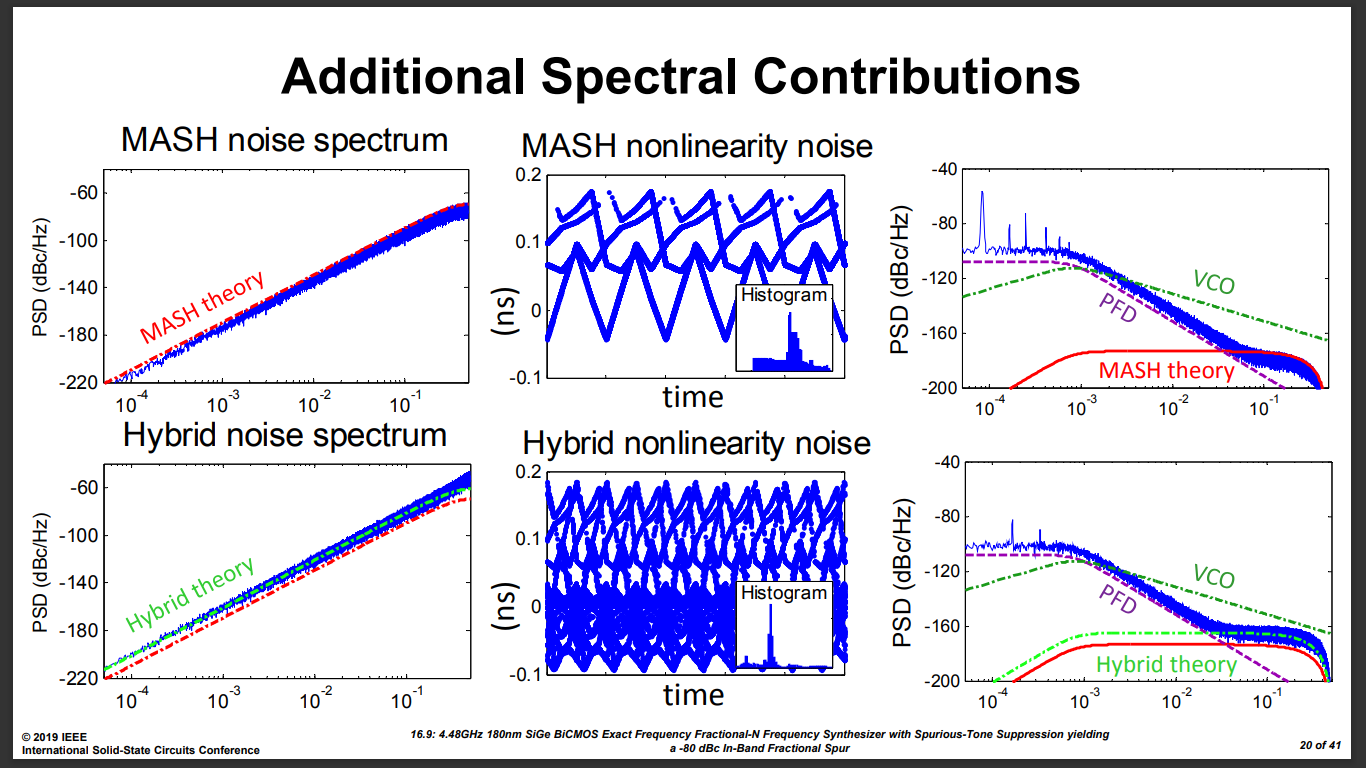 Additional Spectral Contributions
MASH noise spectrum
PSD (dBc/Hz)
-60
-100
-140
-180
-220
MASH theory
10-4
10-3
10-2
10-1
MASH nonlinearity noise
(ns)
0.2
0.1
0
-0.1
Histogram
time
PSD (dBc/Hz)
-40
-80
-120
-160
-200
VCO
PFD
MASH theory
10-4
10-3
10-2
10-1
Hybrid noise spectrum
PSD (dBc/Hz)
-60
-100
-140
-180
-220
Hybrid theory
10-4
10-3
10-2
10-1
Hybrid nonlinearity noise
(ns)
0.2
0.1
0
-0.1
Histogram
time
PSD (dBc/Hz)
-40
-80
-120
-160
-200
VCO
PFD
Hybrid theory
10-4
10-3
10-2
10-1
© 2019 IEEE
International Solid-State Circuits Conference
16.9: 4.48GHz 180nm SiGe BiCMOS Exact Frequency Fractional-N Frequency Synthesizer with Spurious-Tone Suppression yielding
a -80 dBc In-Band Fractional Spur
20 of 41